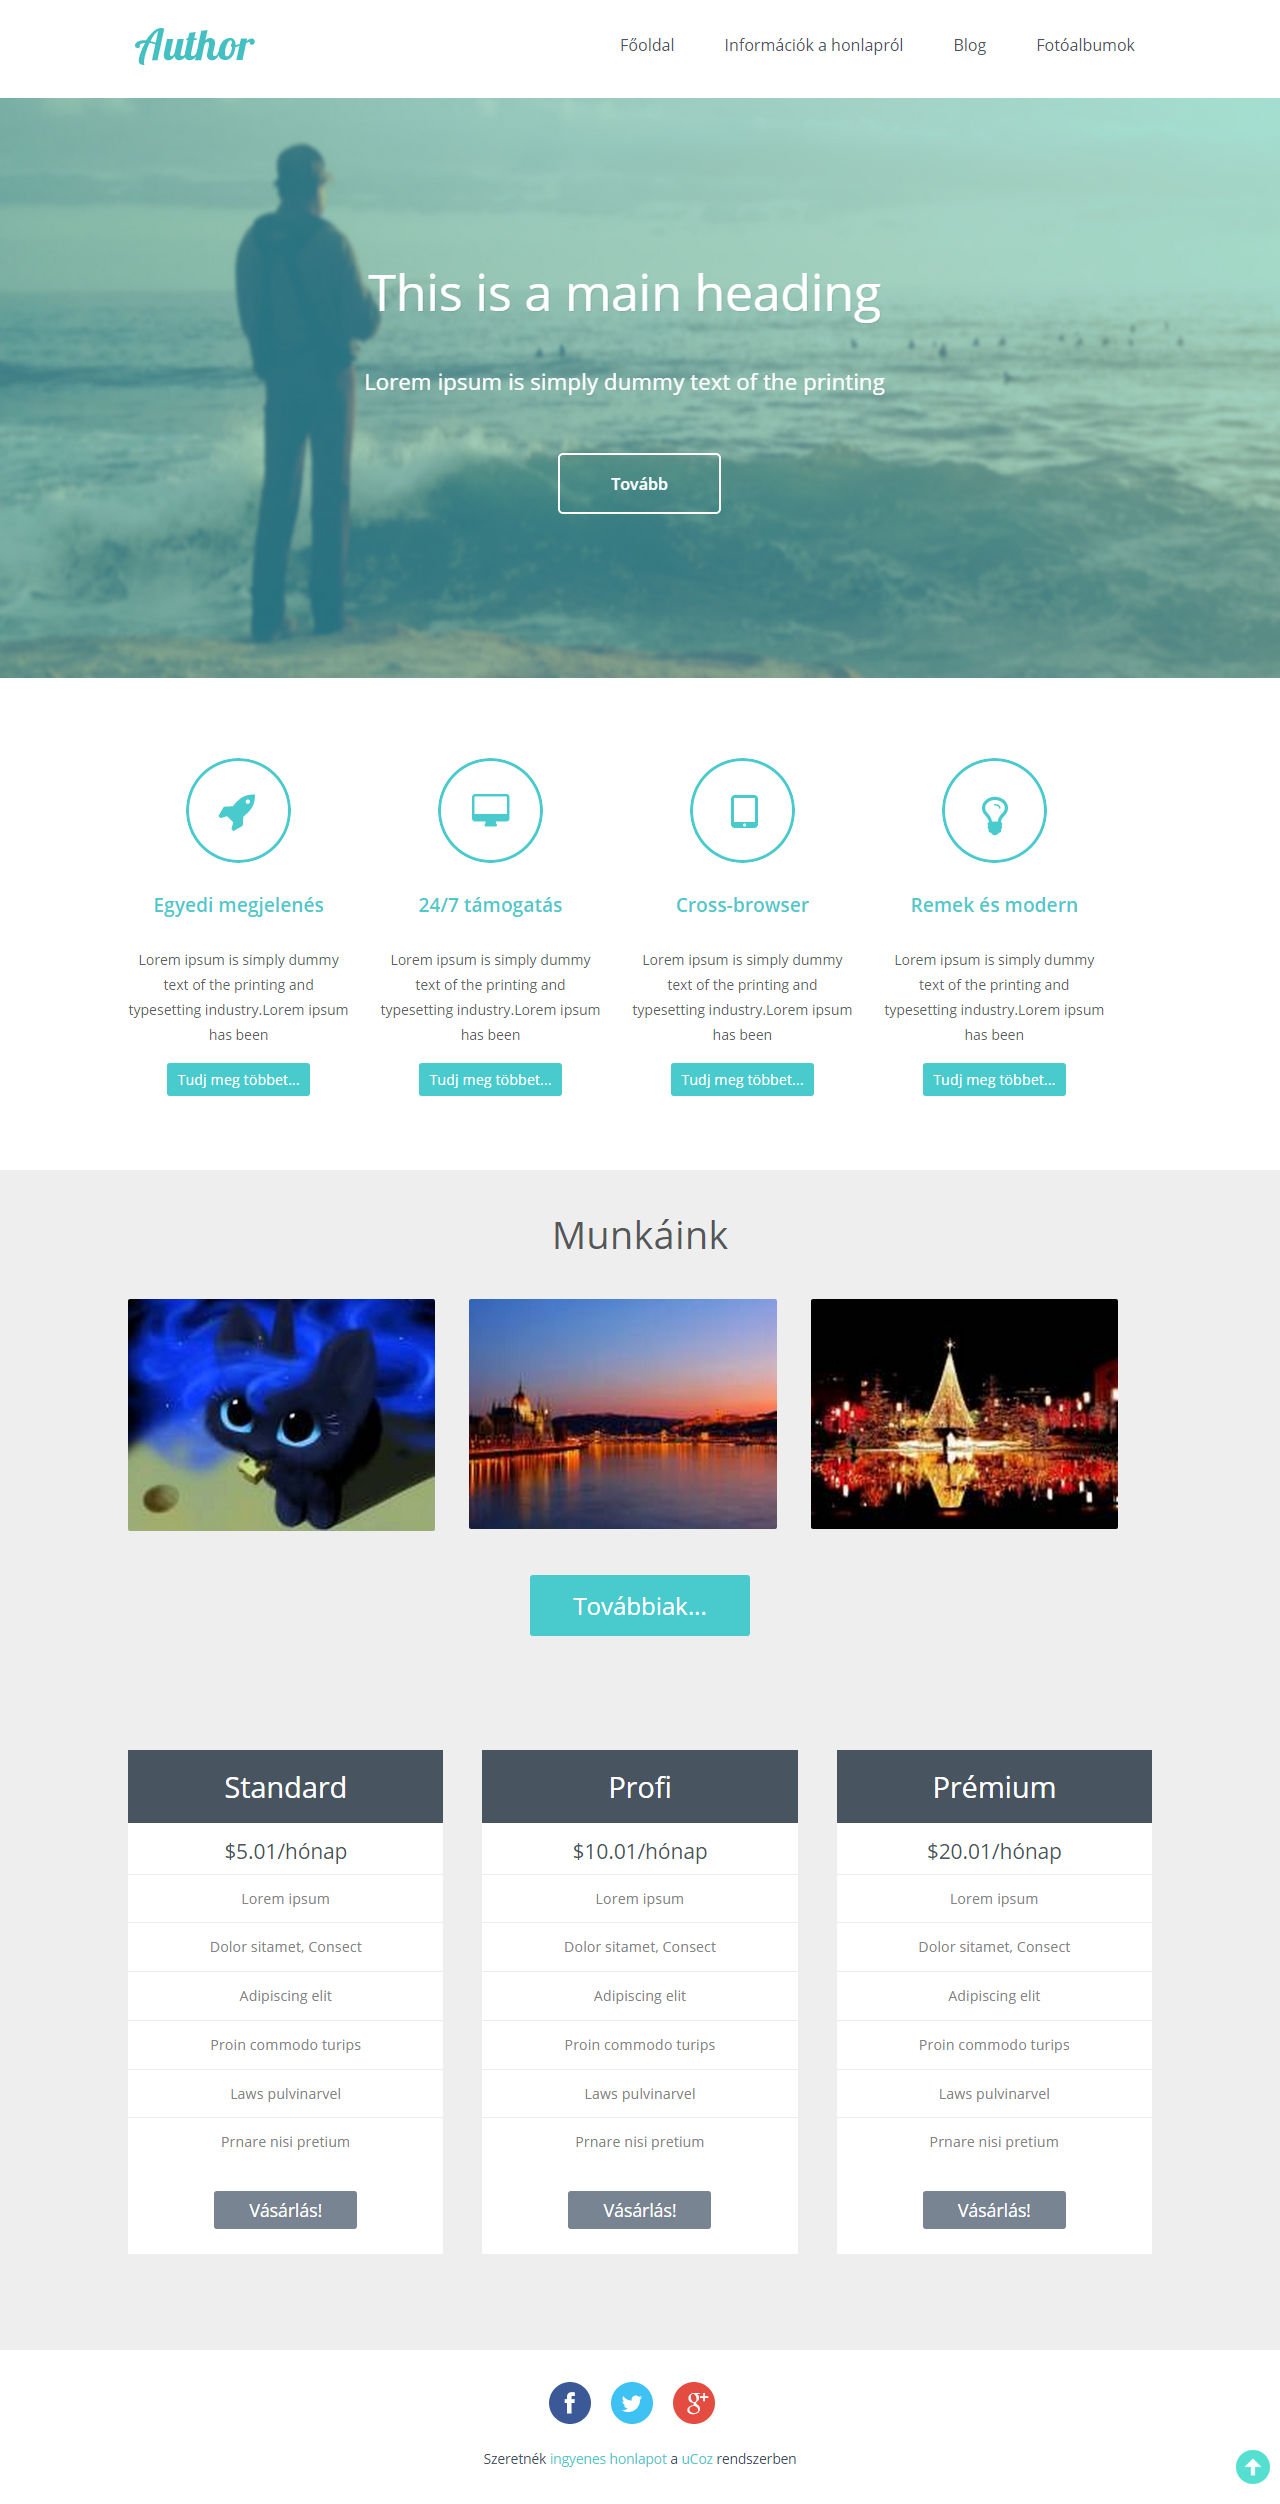 Author
Főoldal Információk a honlapról Blog Fotóalbumok
This is a main heading
Lorem ipsum is simply dummy text of the printing
Tovább
Egyedi megjelenés
Lorem ipsum is simply dummy
text of the printing and
typesetting industry.Lorem ipsum
has been
Tudj meg többet...
24/7 támogatás
Lorem ipsum is simply dummy
text of the printing and
typesetting industry.Lorem ipsum
has been
Tudj meg többet...
Cross-browser
Lorem ipsum is simply dummy
text of the printing and
typesetting industry.Lorem ipsum
has been
Tudj meg többet...
Remek és modern
Lorem ipsum is simply dummy
text of the printing and
typesetting industry.Lorem ipsum
has been
Tudj meg többet...
Munkáink
Továbbiak...
Standard
$5.01/hónap
Lorem ipsum
Dolor sitamet, Consect
Adipiscing elit
Proin commodo turips
Laws pulvinarvel
Prnare nisi pretium
Vásárlás!
Profi
$10.01/hónap
Lorem ipsum
Dolor sitamet, Consect
Adipiscing elit
Proin commodo turips
Laws pulvinarvel
Prnare nisi pretium
Vásárlás!
Prémium
$20.01/hónap
Lorem ipsum
Dolor sitamet, Consect
Adipiscing elit
Proin commodo turips
Laws pulvinarvel
Prnare nisi pretium
Vásárlás!
Szeretnék ingyenes honlapot a uCoz rendszerben